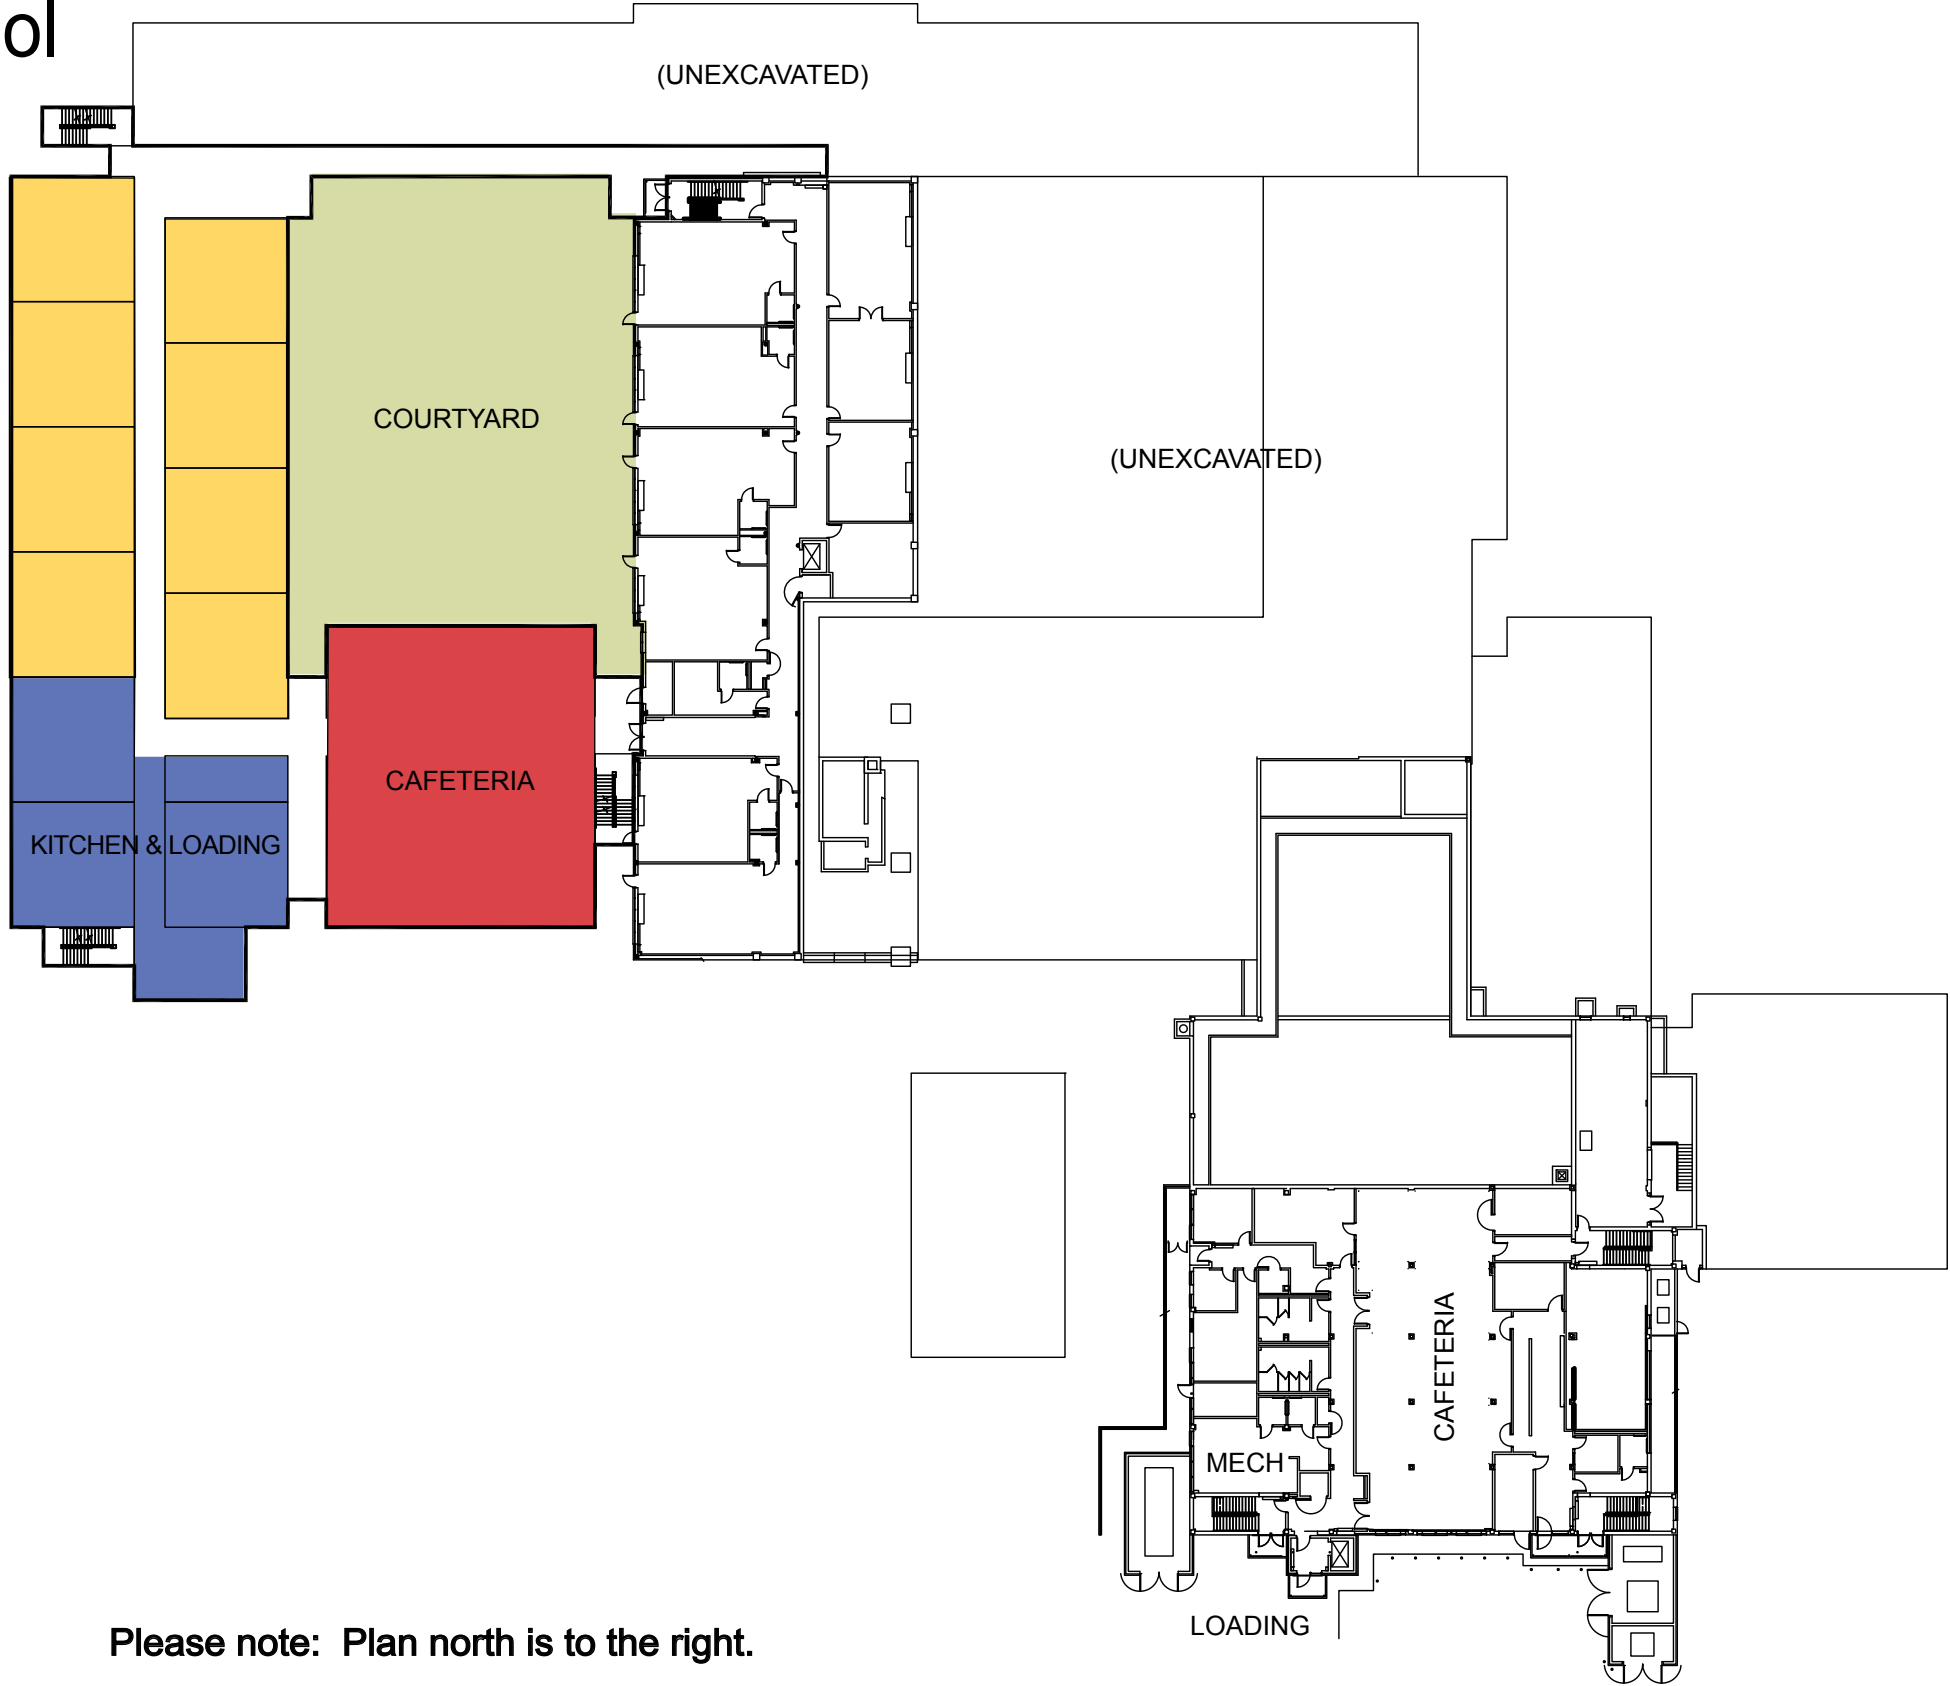 ol
(UNEXCAVATED)
COURTYARD
(UNEXCAVATED)
CAFETERIA
KITCHEN & LOADING
CAFETERIA
MECH
LOADING
Please note:  Plan north is to the right.